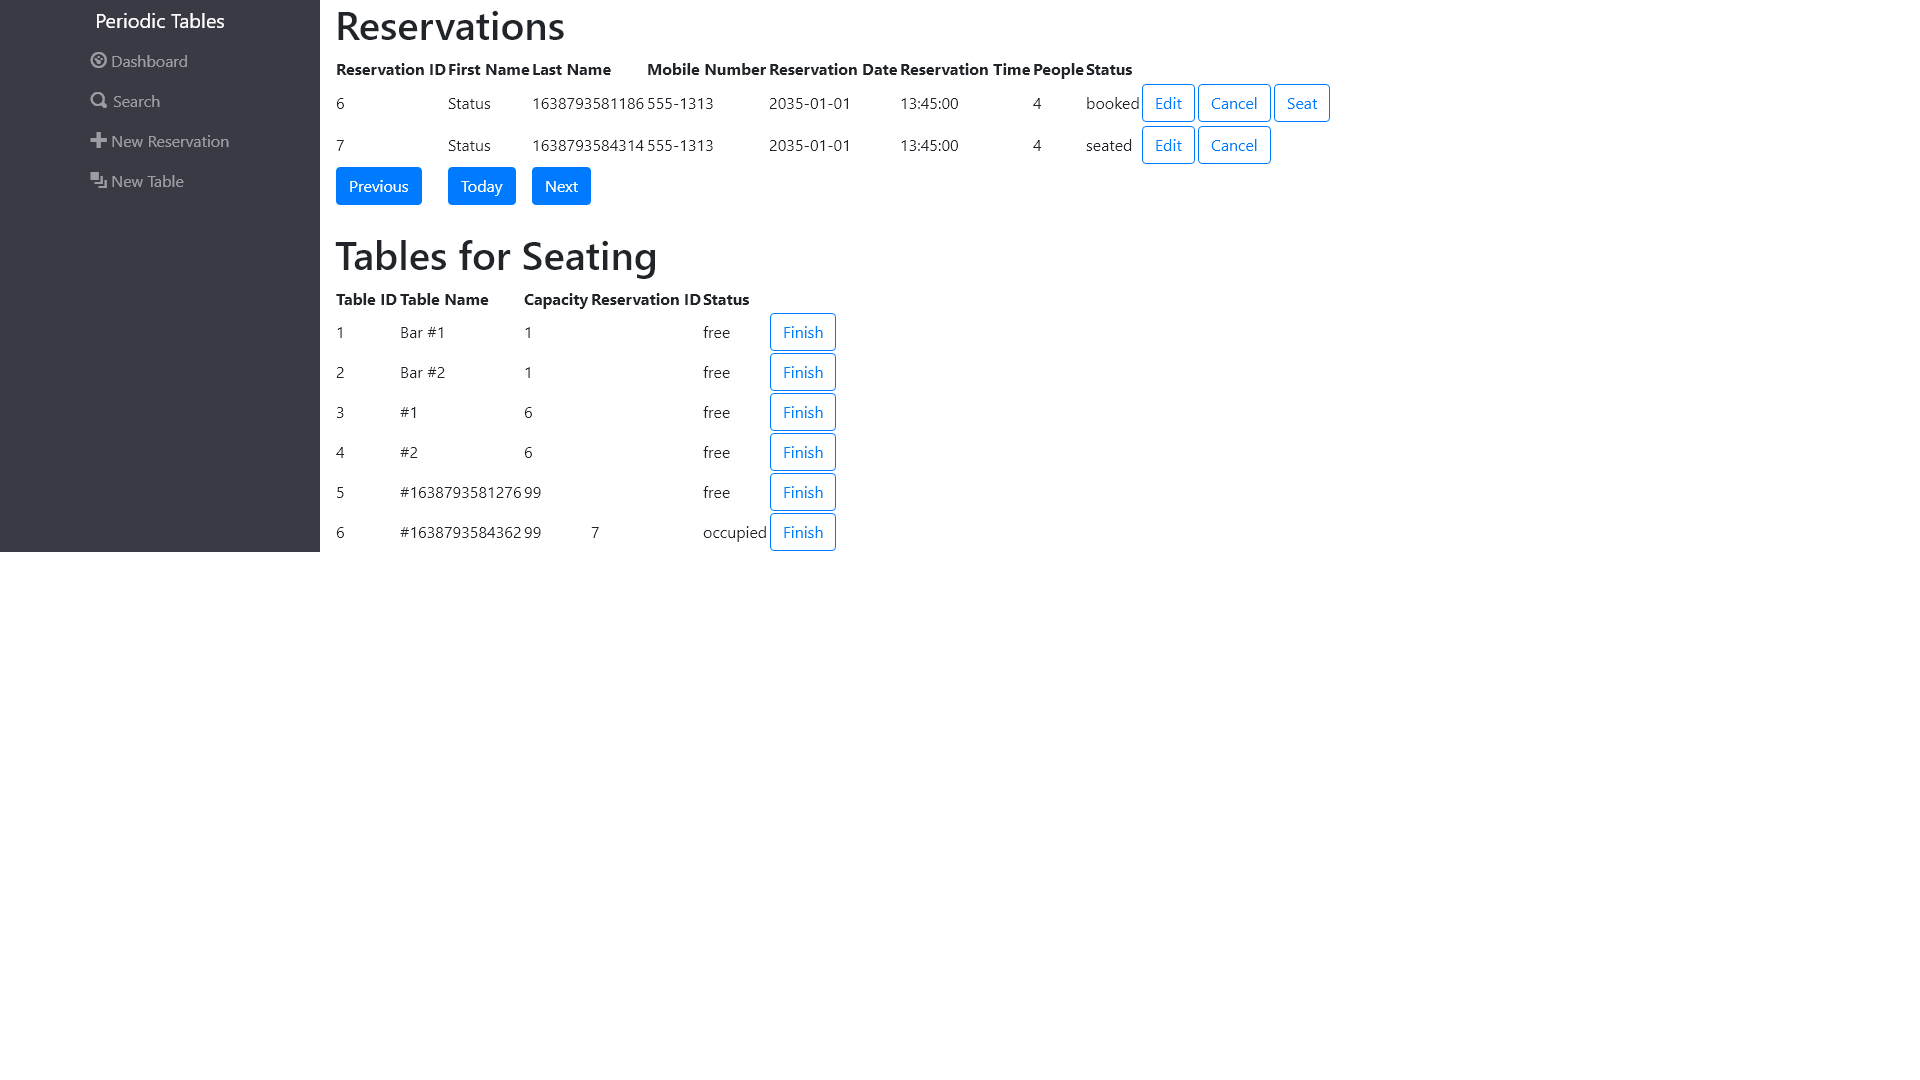 Periodic Tables
Dashboard
Search
New Reservation
New Table
Reservations
Reservation ID First Name Last Name Mobile Number Reservation Date Reservation Time People Status
6 Status 1638793581186 555-1313 2035-01-01 13:45:00 4 booked Edit Cancel Seat
7 Status 1638793584314 555-1313 2035-01-01 13:45:00 4 seated Edit Cancel
Previous Today Next
Tables for Seating
Table ID Table Name Capacity Reservation ID Status
1 Bar #1 1 free Finish
2 Bar #2 1 free Finish
3 #1 6 free Finish
4 #2 6 free Finish
5 #1638793581276 99 free Finish
6 #1638793584362 99 7 occupied Finish